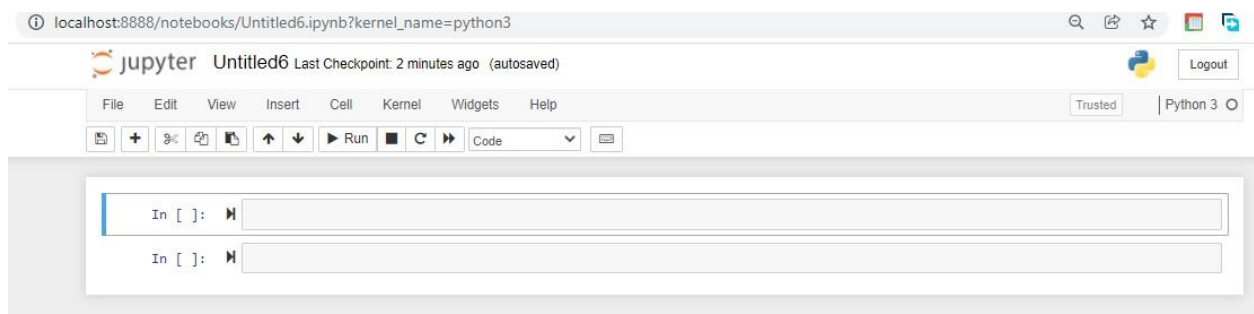 localhost:8888/notebooks/Untitled6.ipynb?kernel_name=python3
jupyter Untitled6 Last Checkpoint: 2 minutes ago (autosaved) Logout
File Edit View Insert Cell Kernel Widgets Help Trusted Python 3
Run Code
In [ ]:
In [ ]: